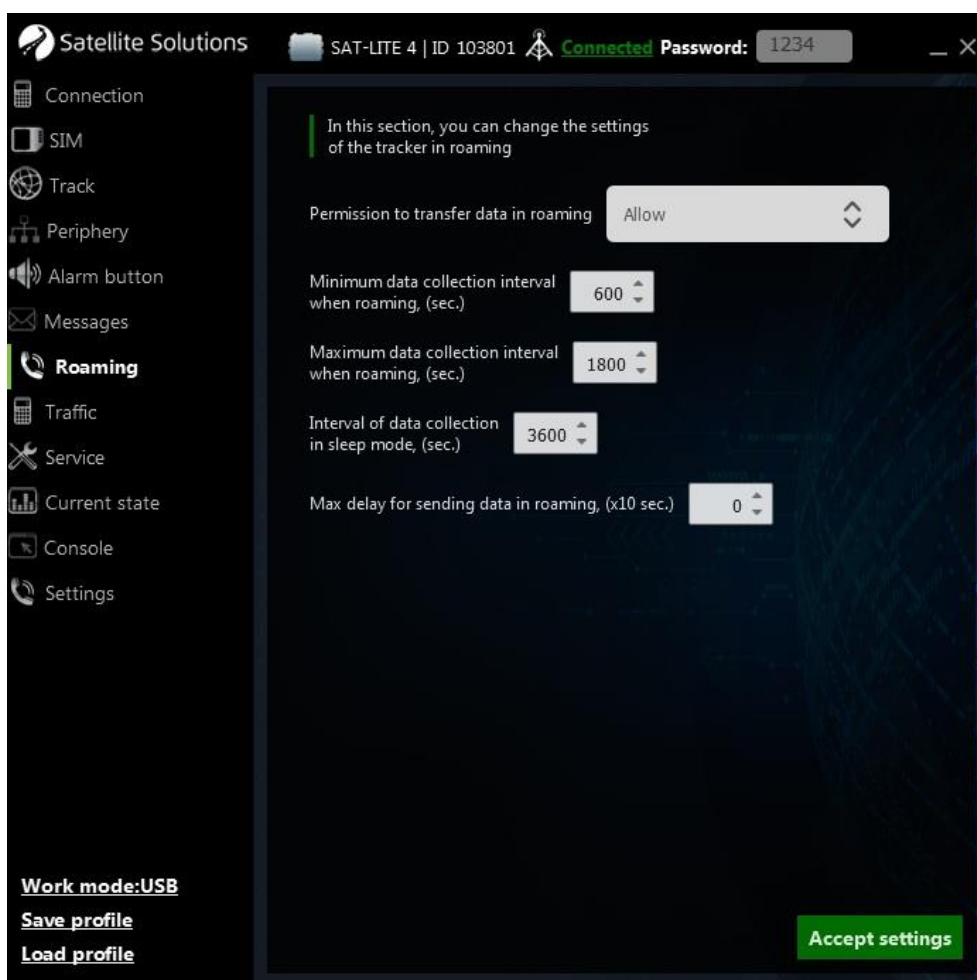 Satellite Solutions
SAT-LITE 4 | ID 103801 Connected Password: 1234
Connection
SIM
Track
Periphery
Alarm button
Messages
Roaming
Traffic
Service
Current state
Console
Settings
Work mode:USB
Save profile
Load profile
In this section, you can change the settings
of the tracker in roaming
Permission to transfer data in roaming Allow
Minimum data collection interval
when roaming, (sec.) 600
Maximum data collection interval
when roaming, (sec.) 1800
Interval of data collection
in sleep mode, (sec.) 3600
Max delay for sending data in roaming, (x10 sec.) 0
Accept settings